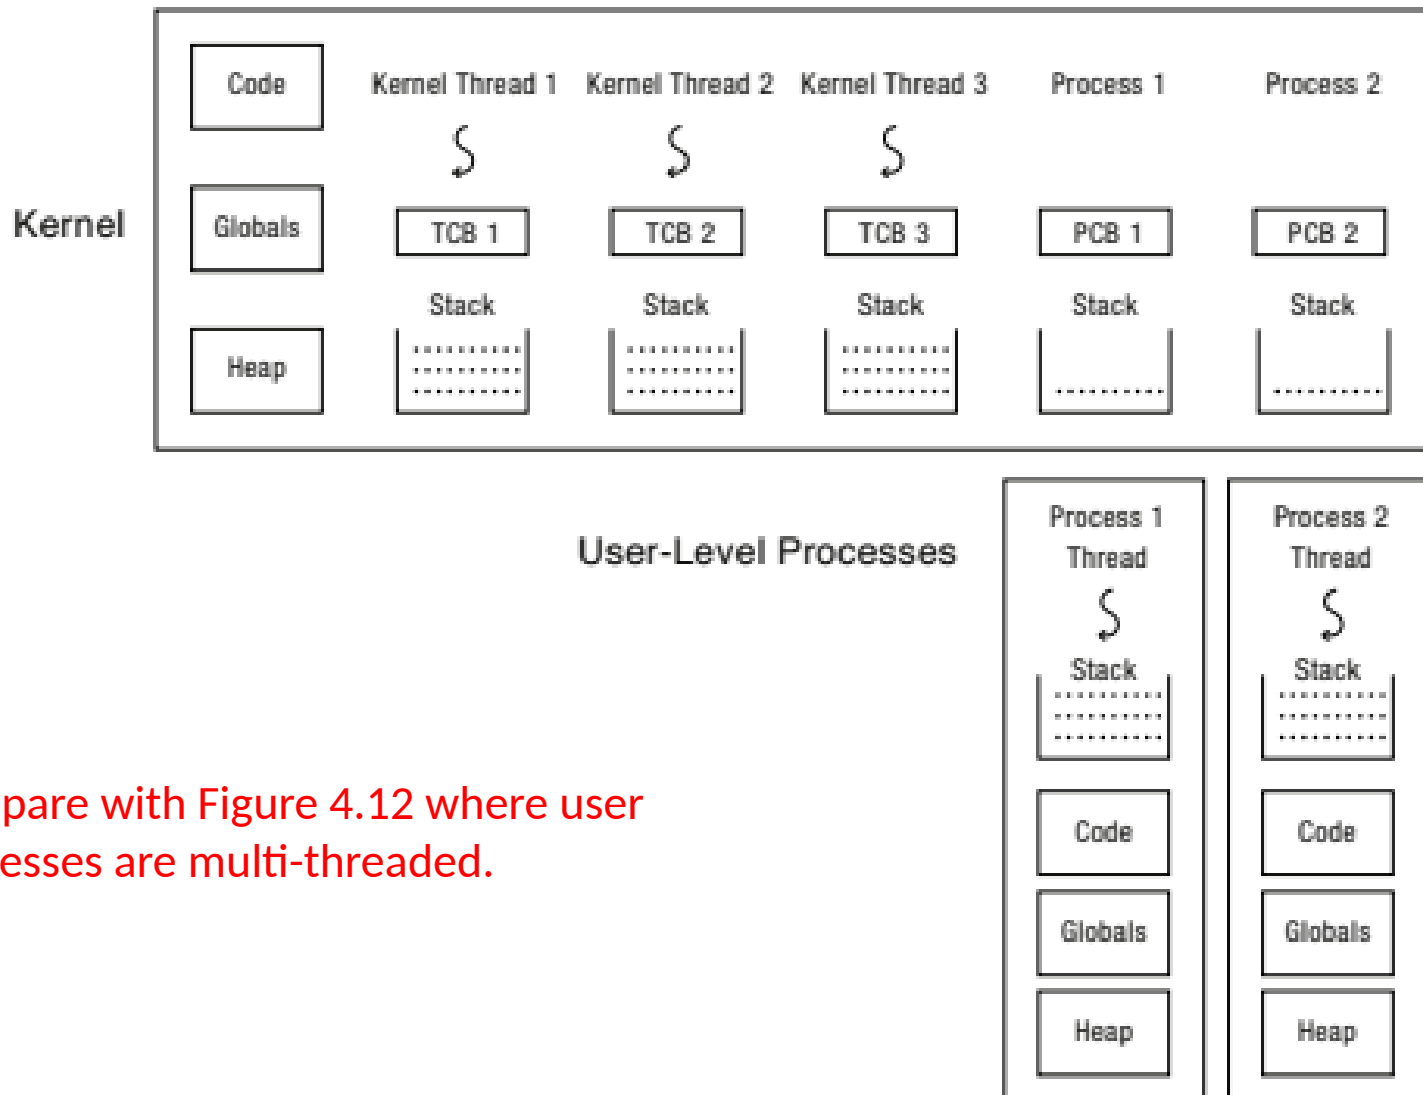 Code Kernel Thread 1 Kernel Thread 2 Kernel Thread 3 Process 1 Process 2
Kernel Globals TCB 1 TCB 2 TCB 3 PCB 1 PCB 2
Stack Stack Stack Stack Stack
Heap
Process 1 Process 2
User-Level Processes Thread Thread
Stack Stack
pare with Figure 4.12 where user
esses are multi-threaded.
Code Code
Globals Globals
Heap Heap